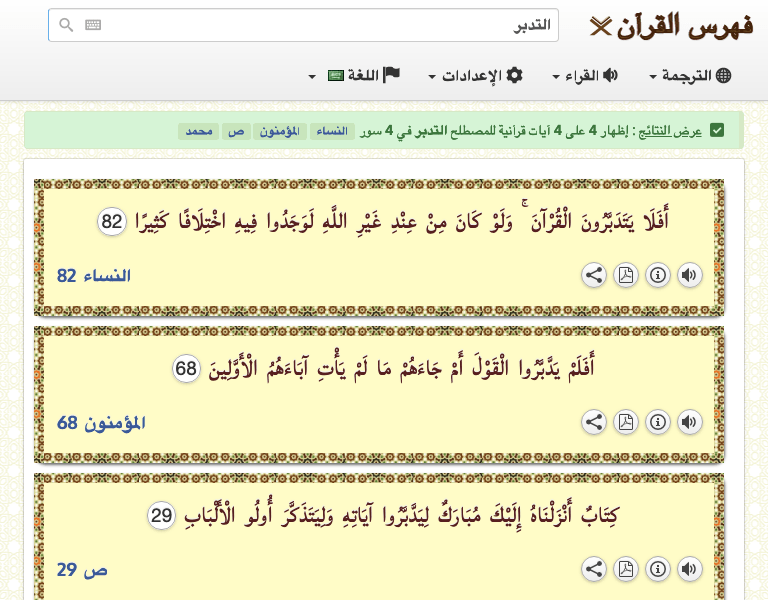 فهرس القرآن
التدبر
الترجمة القراء الإعدادات اللغة
عرض النتائج : إظهار 4 على 4 آيات قرآنية للمصطلح التدبر في 4 سور النساء المؤمنون ص محمد
أَفَلَا يَتَدَبَّرُونَ الْقُرْآنَ ۚ وَلَوْ كَانَ مِنْ عِنْدِ غَيْرِ اللَّهِ لَوَجَدُوا فِيهِ اخْتِلَافًا كَثِيرًا 82
النساء 82
أَفَلَمْ يَدَّبَّرُوا الْقَوْلَ أَمْ جَاءَهُمْ مَا لَمْ يَأْتِ آبَاءَهُمُ الْأَوَّلِينَ 68
المؤمنون 68
كِتَابٌ أَنْزَلْنَاهُ إِلَيْكَ مُبَارَكٌ لِيَدَّبَّرُوا آيَاتِهِ وَلِيَتَذَكَّرَ أُولُو الْأَلْبَابِ 29
ص 29